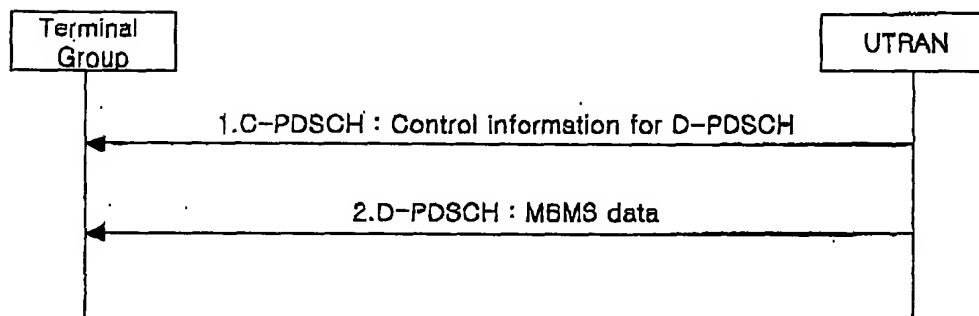 Terminal
Group
UTRAN
1.C-PDSCH : Control information for D-PDSCH
2.D-PDSCH : MBMS data